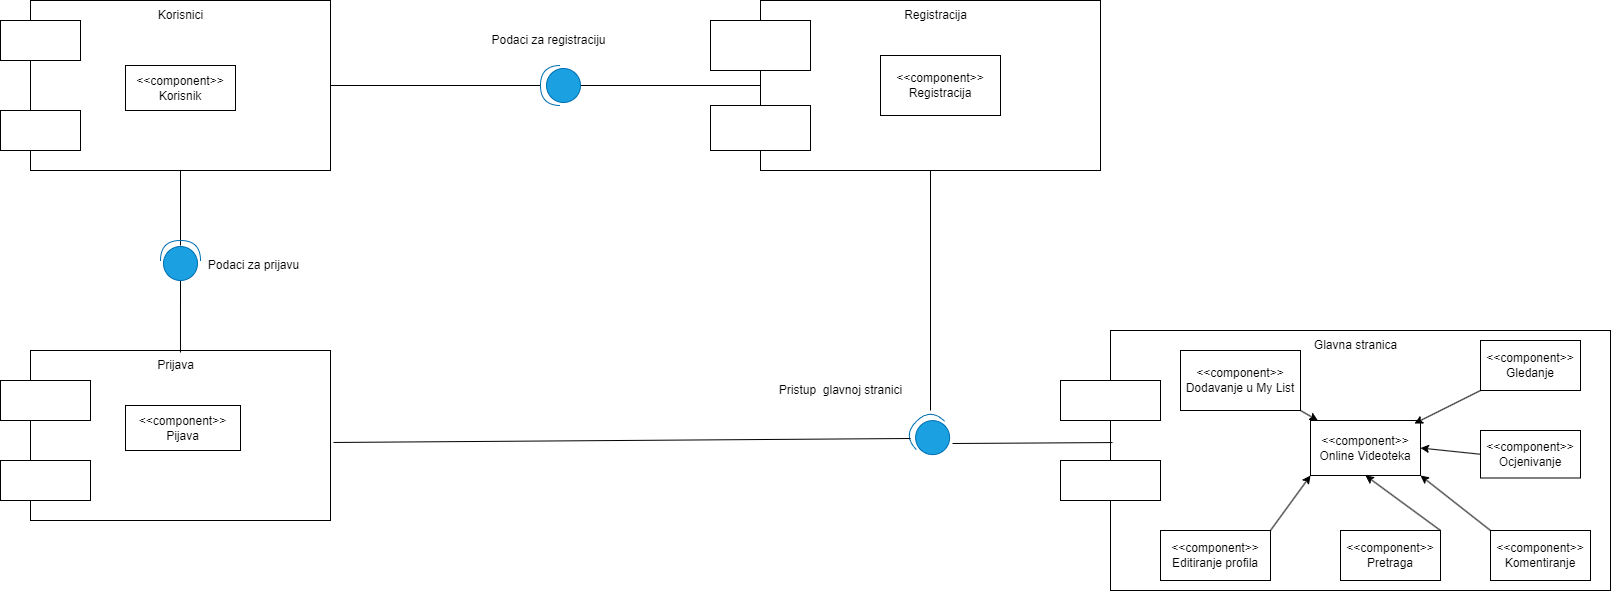 Korisnici
<<component>>
Korisnik
Podaci za registraciju
Registracija
<<component>>
Registracija
Podaci za prijavu
Prijava
<<component>>
Pijava
Pristup  glavnoj stranici
Glavna stranica
<<component>>
Dodavanje u My List
<<component>>
Gledanje
<<component>>
Online Videoteka
<<component>>
Ocjenivanje
<<component>>
Editiranje profila
<<component>>
Pretraga
<<component>>
Komentiranje